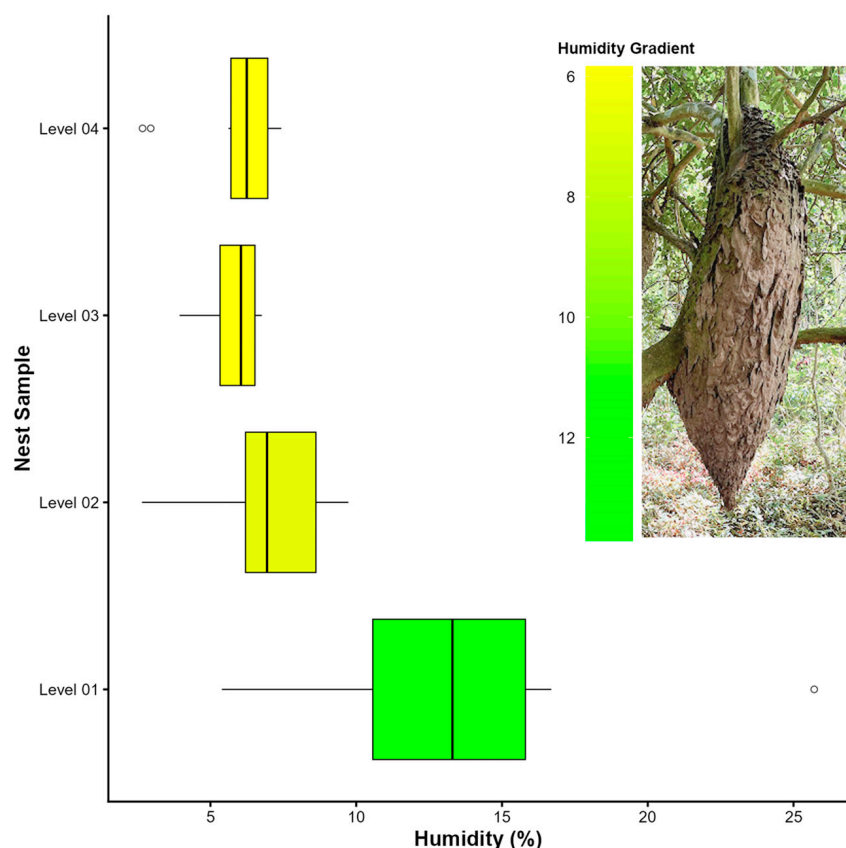 Humidity Gradient
6
8
10
12
Nest Sample
Level 04
Level 03
Level 02
Level 01
5 10 15 20 25
Humidity (%)